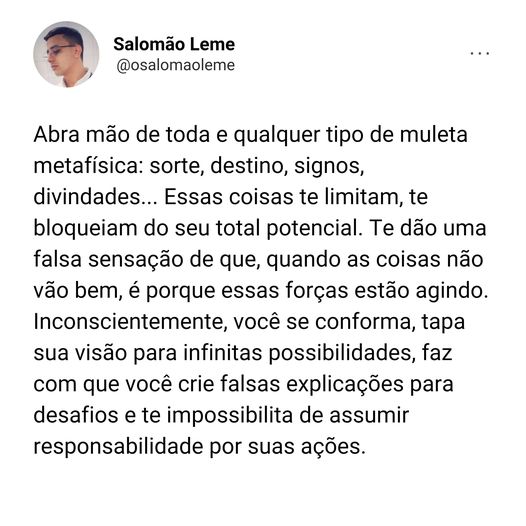 Salomão Leme
@osalomaoleme
...
Abra mão de toda e qualquer tipo de muleta
metafísica: sorte, destino, signos,
divindades... Essas coisas te limitam, te
bloqueiam do seu total potencial. Te dão uma
falsa sensação de que, quando as coisas não
vão bem, é porque essas forças estão agindo.
Inconscientemente, você se conforma, tapa
sua visão para infinitas possibilidades, faz
com que você crie falsas explicações para
desafios e te impossibilita de assumir
responsabilidade por suas ações.